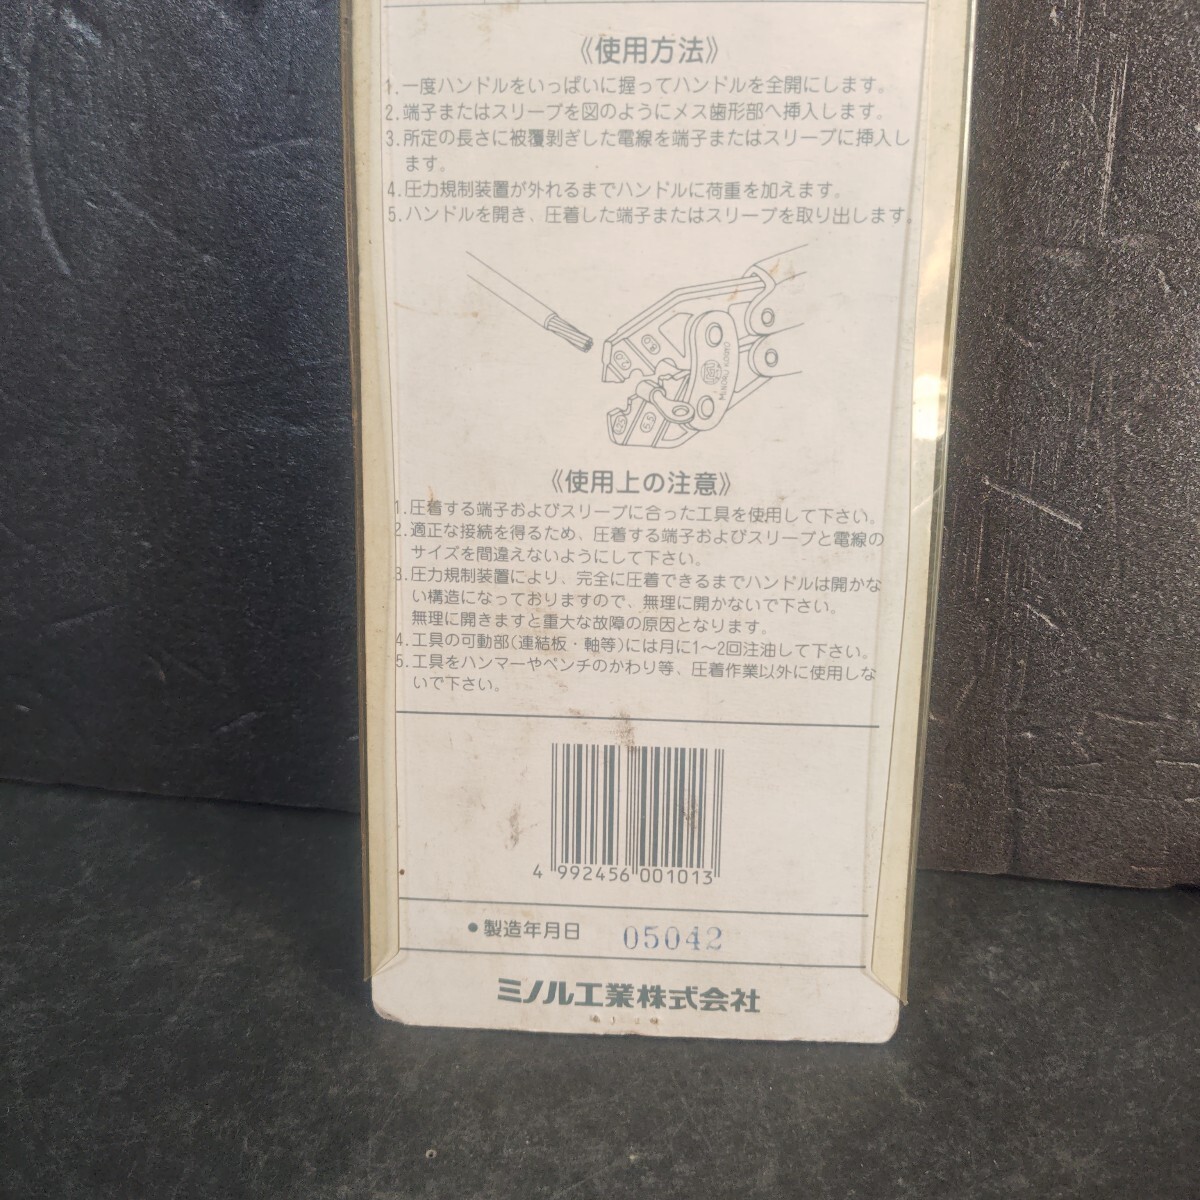 《使用方法》
1.一度ハンドルをいっぱいに握ってハンドルを全開にします。
2.端子またはスリーブを図のようにメス歯形部へ挿入します。
3.所定の長さに被覆剥ぎした電線を端子またはスリーブに挿入し
ます。
4.圧力規制装置が外れるまでハンドルに荷重を加えます。
5.ハンドルを開き、圧着した端子またはスリーブを取り出します。
5.5
《使用上の注意》
1.圧着する端子およびスリーブに合った工具を使用して下さい。
2.適正な接続を得るため、圧着する端子およびスリーブと電線の
サイズを間違えないようにして下さい。
3.圧力規制装置により、完全に圧着できるまでハンドルは開かな
い構造になっておりますので、無理に開かないで下さい。
無理に開きますと重大な故障の原因となります。
4.工具の可動部(連結板・軸等)には月に1〜2回注油して下さい。
5.工具をハンマーやペンチのかわり等、圧着作業以外に使用しな
いで下さい。
4 992456 001013
●製造年月日 05042
ミノル工業株式会社